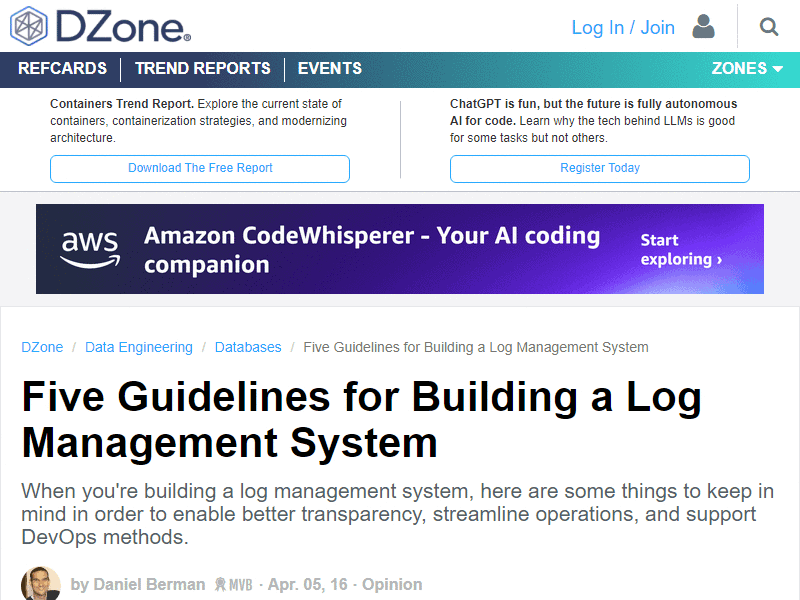 DZone®
Log In / Join
REFCARDS
TREND REPORTS
EVENTS
ZONES
Containers Trend Report. Explore the current state of
containers, containerization strategies, and modernizing
architecture.
Download The Free Report
ChatGPT is fun, but the future is fully autonomous
AI for code. Learn why the tech behind LLMs is good
for some tasks but not others.
Register Today
aws
Amazon CodeWhisperer - Your AI coding
companion
Start
exploring ›
DZone / Data Engineering / Databases / Five Guidelines for Building a Log Management System
Five Guidelines for Building a Log
Management System
When you're building a log management system, here are some things to keep in
mind in order to enable better transparency, streamline operations, and support
DevOps methods.
by Daniel Berman MVB · Apr. 05, 16 · Opinion